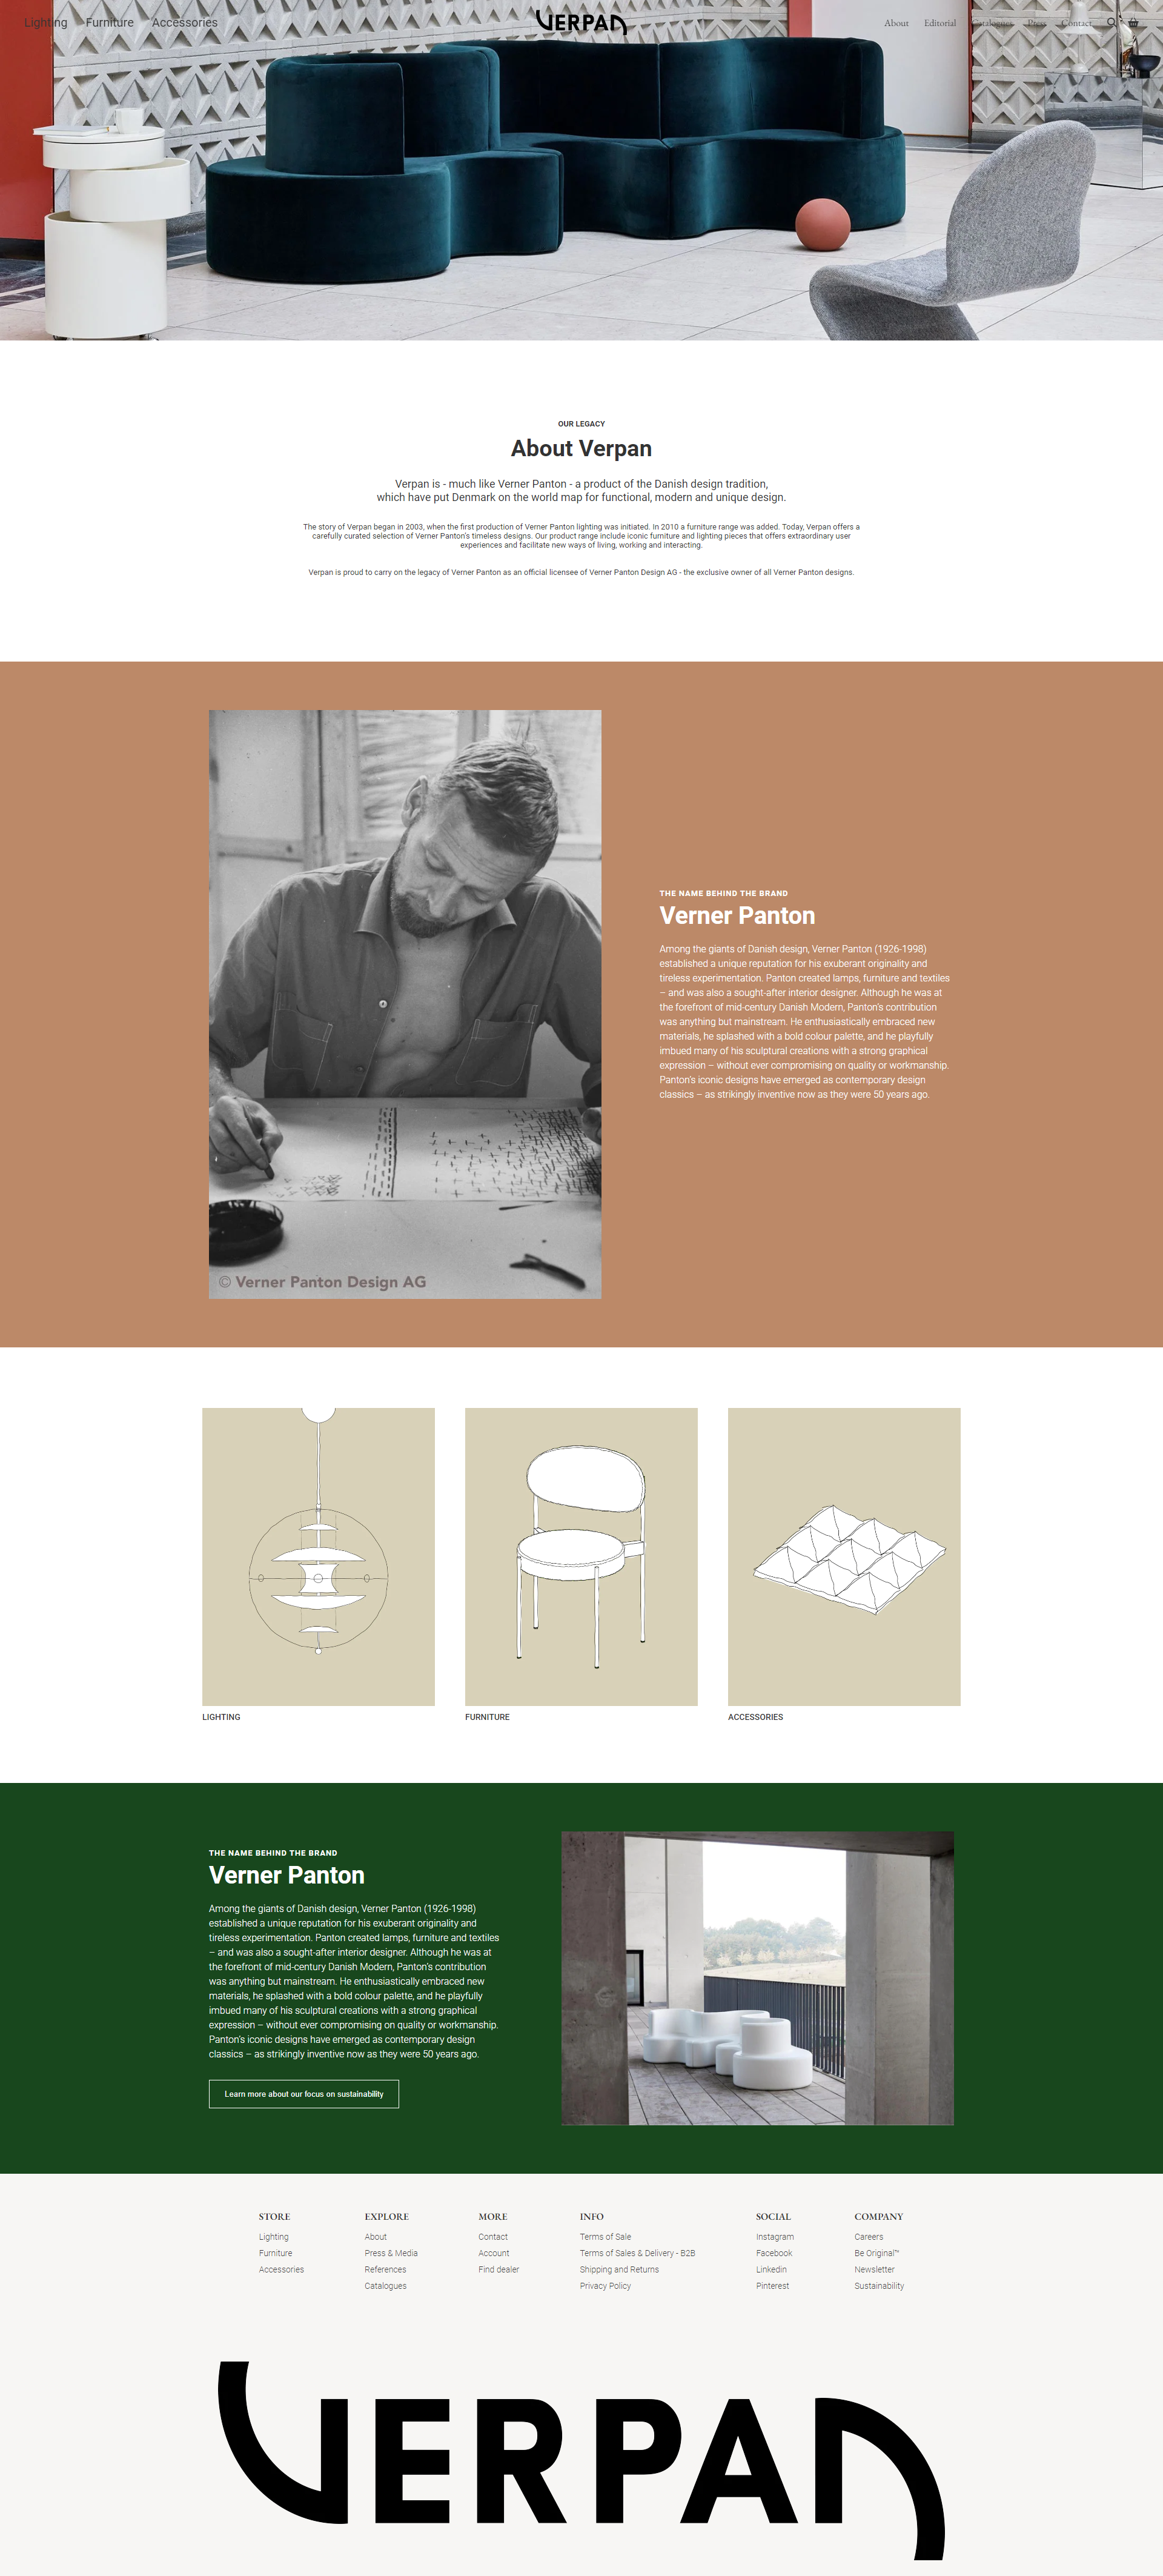 Lighting Furniture Accessories
VERPAN
About Editorial Catalogues Press Contact
OUR LEGACY
About Verpan
Verpan is - much like Verner Panton - a product of the Danish design tradition,
which have put Denmark on the world map for functional, modern and unique design.
The story of Verpan began in 2003, when the first production of Verner Panton lighting was initiated. In 2010 a furniture range was added. Today, Verpan offers a
carefully curated selection of Verner Panton's timeless designs. Our product range include iconic furniture and lighting pieces that offers extraordinary user
experiences and facilitate new ways of living, working and interacting.
Verpan is proud to carry on the legacy of Verner Panton as an official licensee of Verner Panton Design AG - the exclusive owner of all Verner Panton designs.
© Verner Panton Design AG
THE NAME BEHIND THE BRAND
Verner Panton
Among the giants of Danish design, Verner Panton (1926-1998)
established a unique reputation for his exuberant originality and
tireless experimentation. Panton created lamps, furniture and textiles
– and was also a sought-after interior designer. Although he was at
the forefront of mid-century Danish Modern, Panton's contribution
was anything but mainstream. He enthusiastically embraced new
materials, he splashed with a bold colour palette, and he playfully
imbued many of his sculptural creations with a strong graphical
expression – without ever compromising on quality or workmanship.
Panton's iconic designs have emerged as contemporary design
classics – as strikingly inventive now as they were 50 years ago.
LIGHTING
FURNITURE
ACCESSORIES
THE NAME BEHIND THE BRAND
Verner Panton
Among the giants of Danish design, Verner Panton (1926-1998)
established a unique reputation for his exuberant originality and
tireless experimentation. Panton created lamps, furniture and textiles
– and was also a sought-after interior designer. Although he was at
the forefront of mid-century Danish Modern, Panton's contribution
was anything but mainstream. He enthusiastically embraced new
materials, he splashed with a bold colour palette, and he playfully
imbued many of his sculptural creations with a strong graphical
expression – without ever compromising on quality or workmanship.
Panton's iconic designs have emerged as contemporary design
classics – as strikingly inventive now as they were 50 years ago.
Learn more about our focus on sustainability
STORE
Lighting
Furniture
Accessories
EXPLORE
About
Press & Media
References
Catalogues
MORE
Contact
Account
Find dealer
INFO
Terms of Sale
Terms of Sales & Delivery - B2B
Shipping and Returns
Privacy Policy
SOCIAL
Instagram
Facebook
Linkedin
Pinterest
COMPANY
Careers
Be Original™
Newsletter
Sustainability
VERPAN